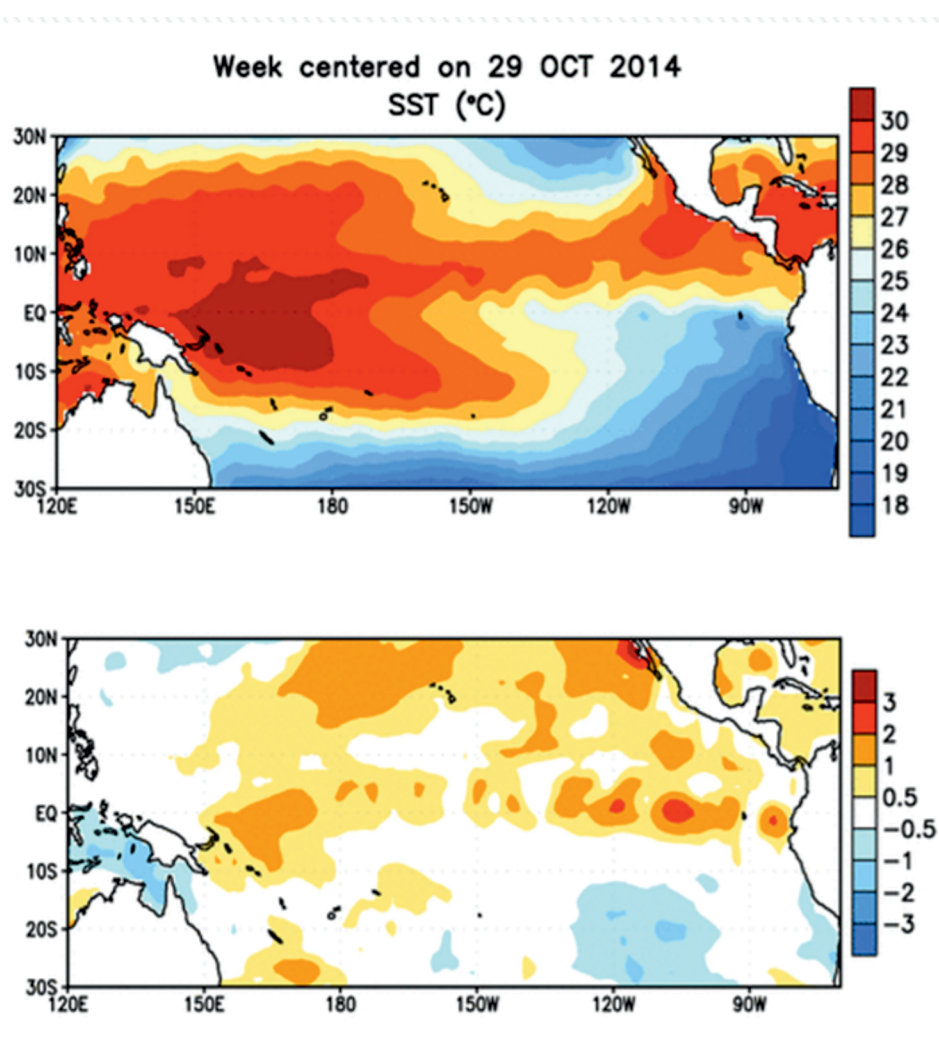 Week centered on 29 OCT 2014
SST (°C)
30N
20N
10N
EQ
10S
20S
30S
120E 150E 180 150W 120W 90W
30
29
28
27
26
25
24
23
22
21
20
19
18
30N
20N
10N
EQ
10S
20S
30S
120E 150E 180 150W 120W 90W
3
2
1
0.5
−0.5
−1
−2
−3